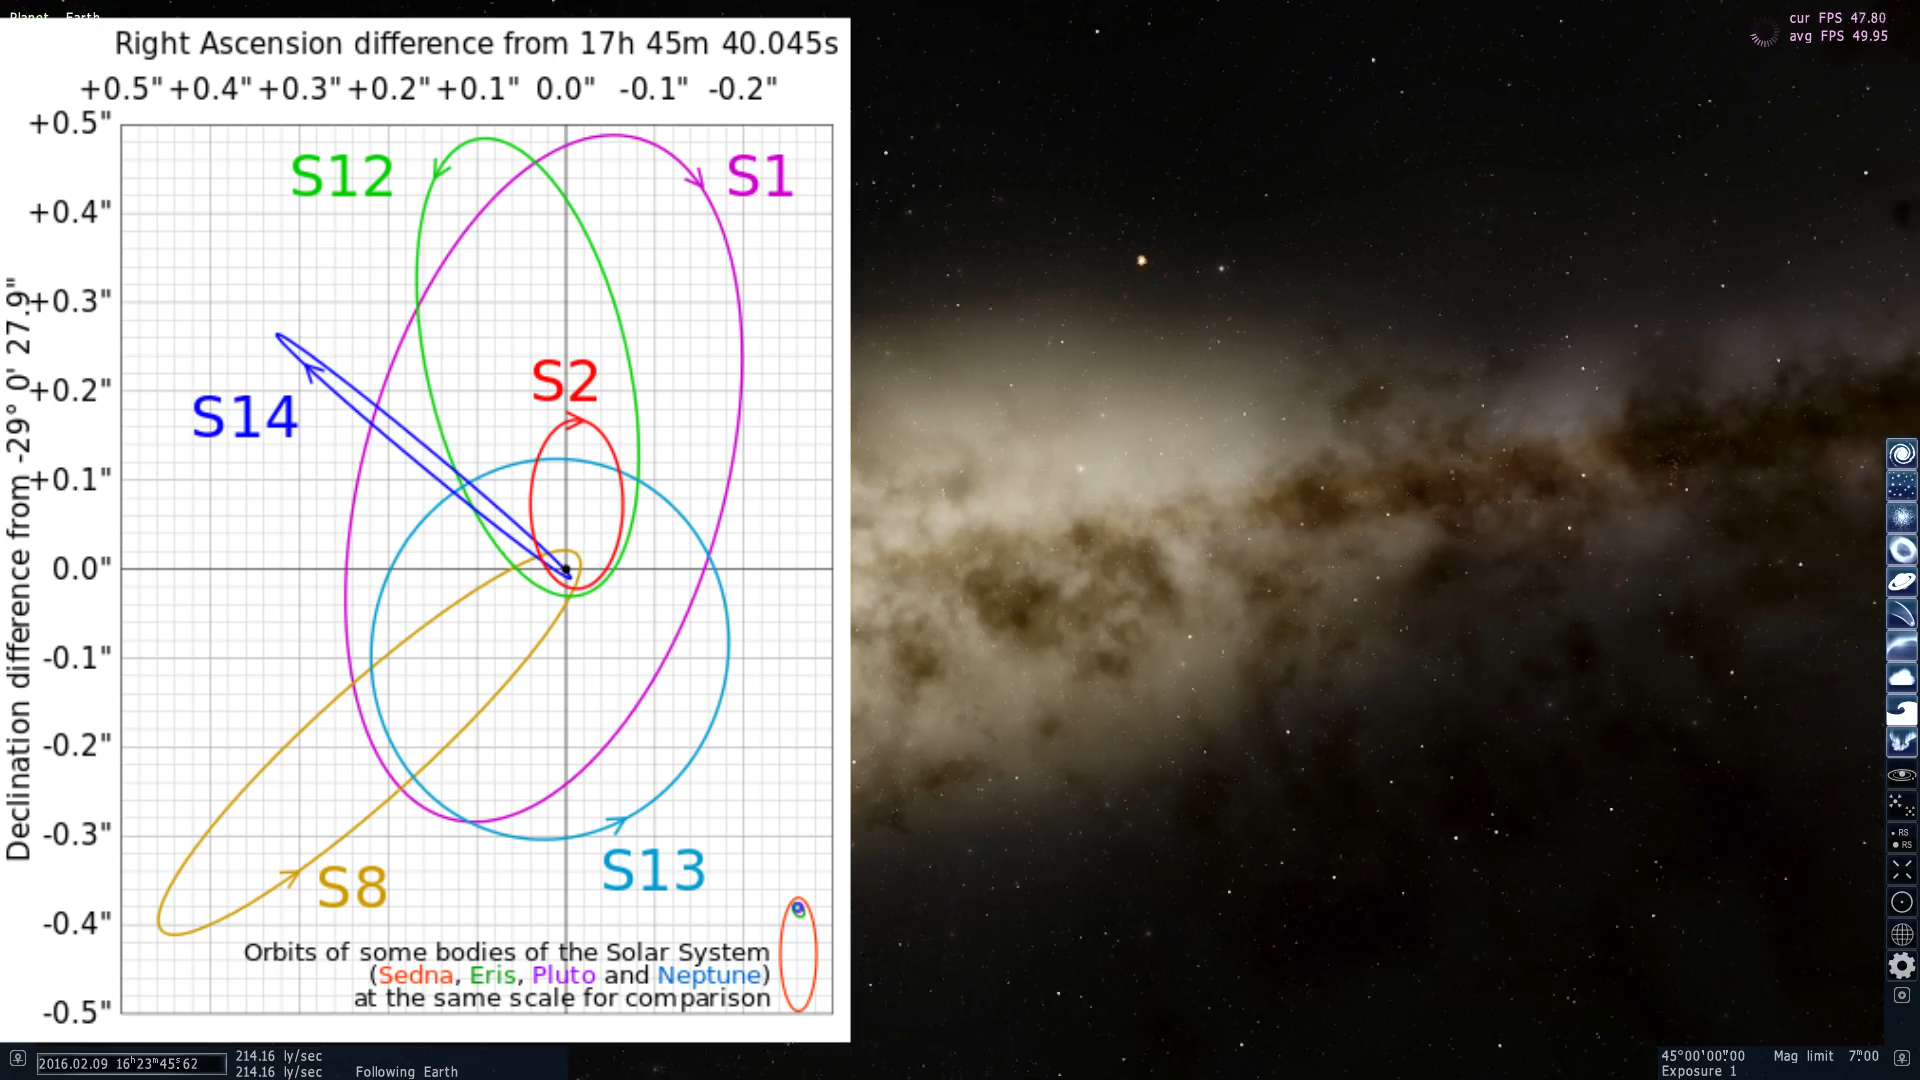 Planet Earth
cur FPS 47.80
avg FPS 49.95
Right Ascension difference from 17h 45m 40.045s
+0.5" +0.4" +0.3" +0.2" +0.1" 0.0" -0.1" -0.2"
Declination difference from -29° 0' 27.9"
+0.5"
+0.4"
+0.3"
+0.2"
+0.1"
0.0"
-0.1"
-0.2"
-0.3"
-0.4"
-0.5"
S12
S1
S2
S14
S13
S8
Orbits of some bodies of the Solar System
(Sedna, Eris, Pluto and Neptune)
at the same scale for comparison
RS
RS
2016.02.09 16h23m45s.62
214.16 ly/sec
214.16 ly/sec
Following Earth
45°00'00".00
Mag limit 7m.00
Exposure 1